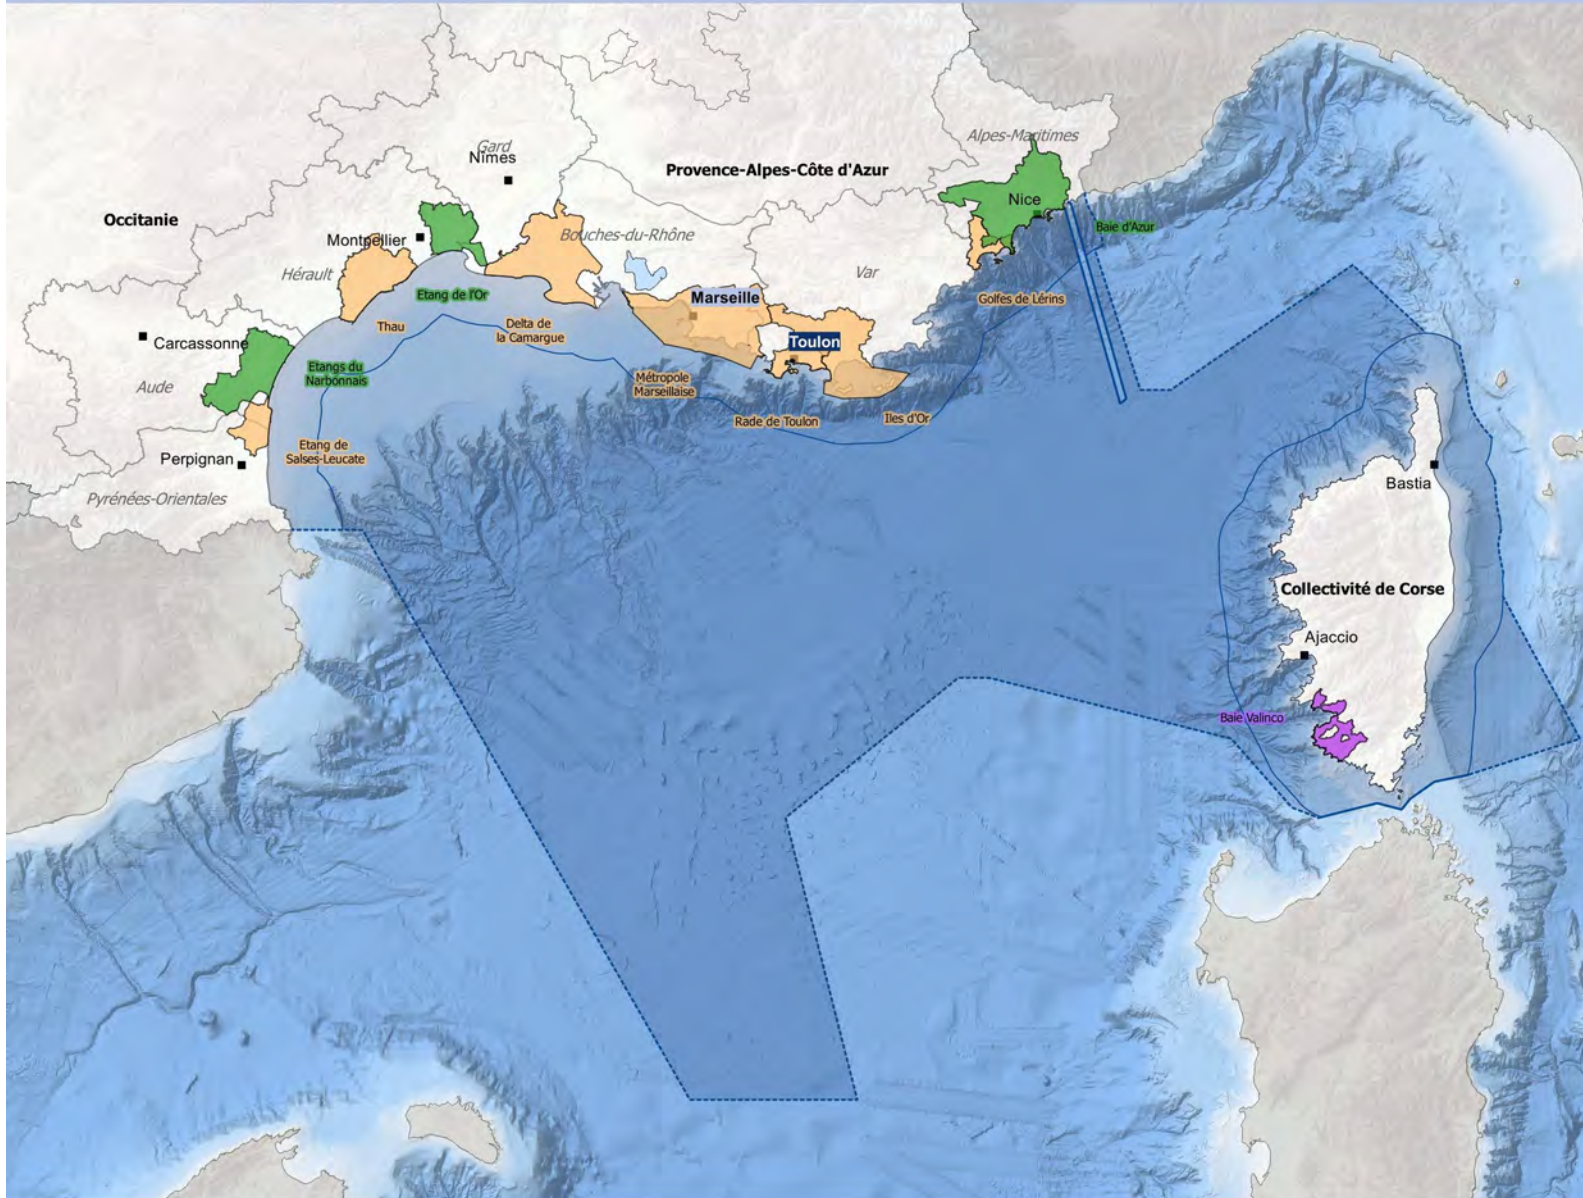 Alpes-Maritimes
Gard
Nîmes
Provence-Alpes-Côte d'Azur
Nice
Occitanie
Baie d'Azur
Montpellier
Bouches-du-Rhône
Hérault
Var
Etang de l'Or
Marseille
Golfes de Lérins
Thau
Delta de
la Camargue
Carcassonne
Toulon
Etangs du
Narbonnais
Aude
Métropole
Marseillaise
Rade de Toulon
Iles d'Or
Etang de
Salses-Leucate
Perpignan
Pyrénées-Orientales
Bastia
Collectivité de Corse
Ajaccio
Baie Valinco